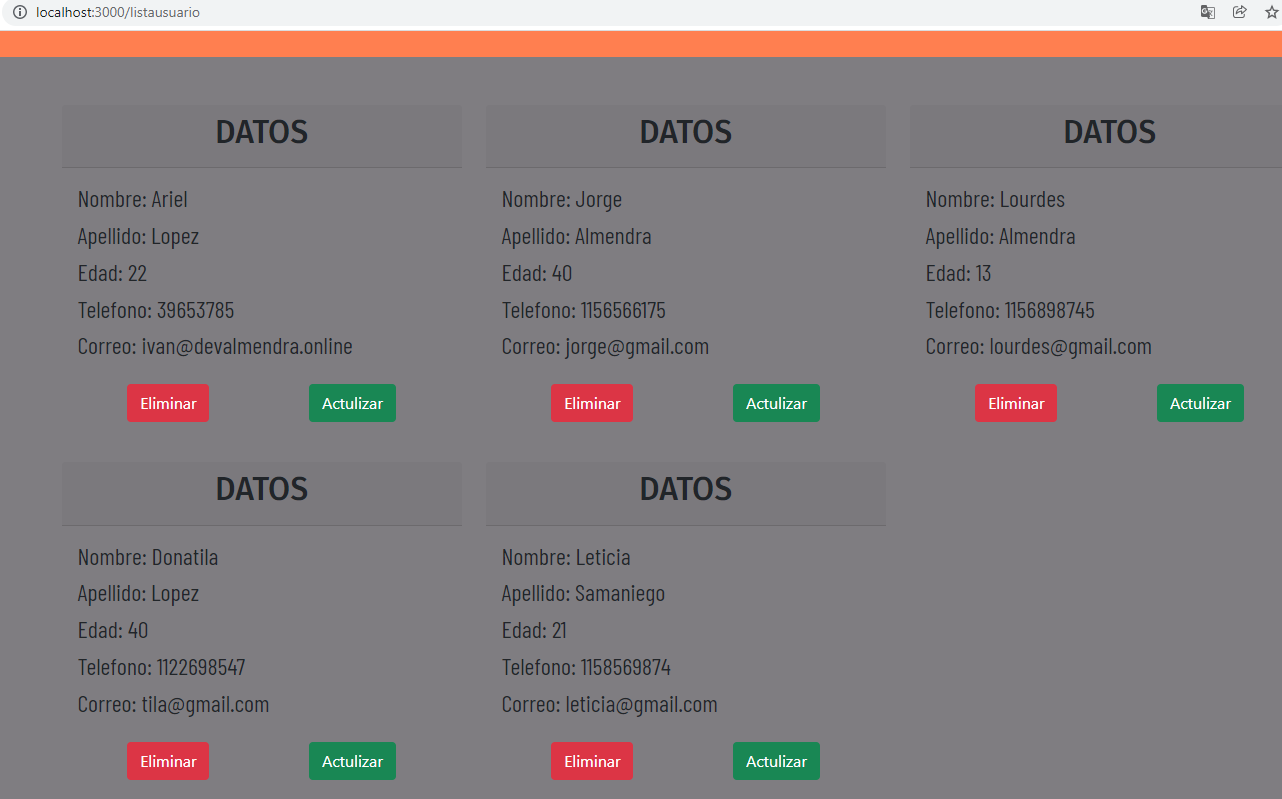 localhost:3000/listausuario
DATOS
Nombre: Ariel
Apellido: Lopez
Edad: 22
Telefono: 39653785
Correo: ivan@devalmendra.online
Eliminar
Actulizar
DATOS
Nombre: Jorge
Apellido: Almendra
Edad: 40
Telefono: 1156566175
Correo: jorge@gmail.com
Eliminar
Actulizar
DATOS
Nombre: Lourdes
Apellido: Almendra
Edad: 13
Telefono: 1156898745
Correo: lourdes@gmail.com
Eliminar
Actulizar
DATOS
Nombre: Donatila
Apellido: Lopez
Edad: 40
Telefono: 1122698547
Correo: tila@gmail.com
Eliminar
Actulizar
DATOS
Nombre: Leticia
Apellido: Samaniego
Edad: 21
Telefono: 1158569874
Correo: leticia@gmail.com
Eliminar
Actulizar